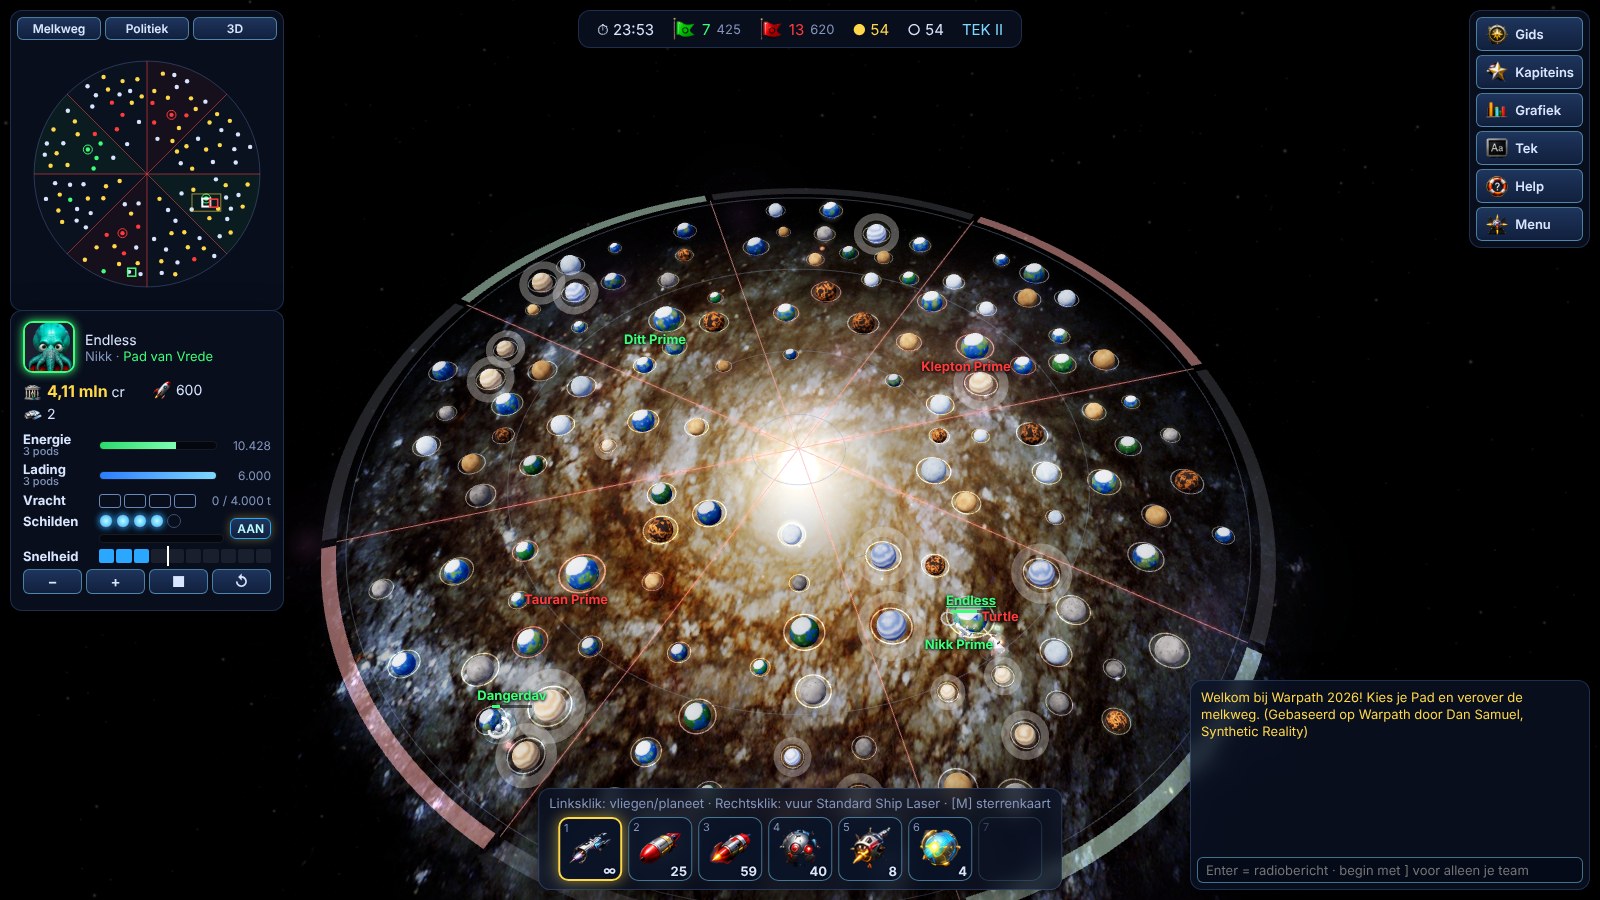 Melkweg
Politiek
3D
23:53
7 425
13 620
54
54
TEK II
Gids
Kapiteins
Grafiek
Aa
Tek
Help
Menu
Endless
Nikk · Pad van Vrede
4,11 mln cr
600
2
Energie
3 pods
10.428
Lading
3 pods
6.000
Vracht
0 / 4.000 t
Schilden
AAN
Snelheid
−
+
Ditt Prime
Klepton Prime
Tauran Prime
Endless
Turtle
Nikk Prime
Dangerdav
Welkom bij Warpath 2026! Kies je Pad en verover de
melkweg. (Gebaseerd op Warpath door Dan Samuel,
Synthetic Reality)
Linksklik: vliegen/planeet · Rechtsklik: vuur Standard Ship Laser · [M] sterrenkaart
1
∞
2
25
3
59
4
40
5
8
6
4
7
Enter = radiobericht · begin met ] voor alleen je team